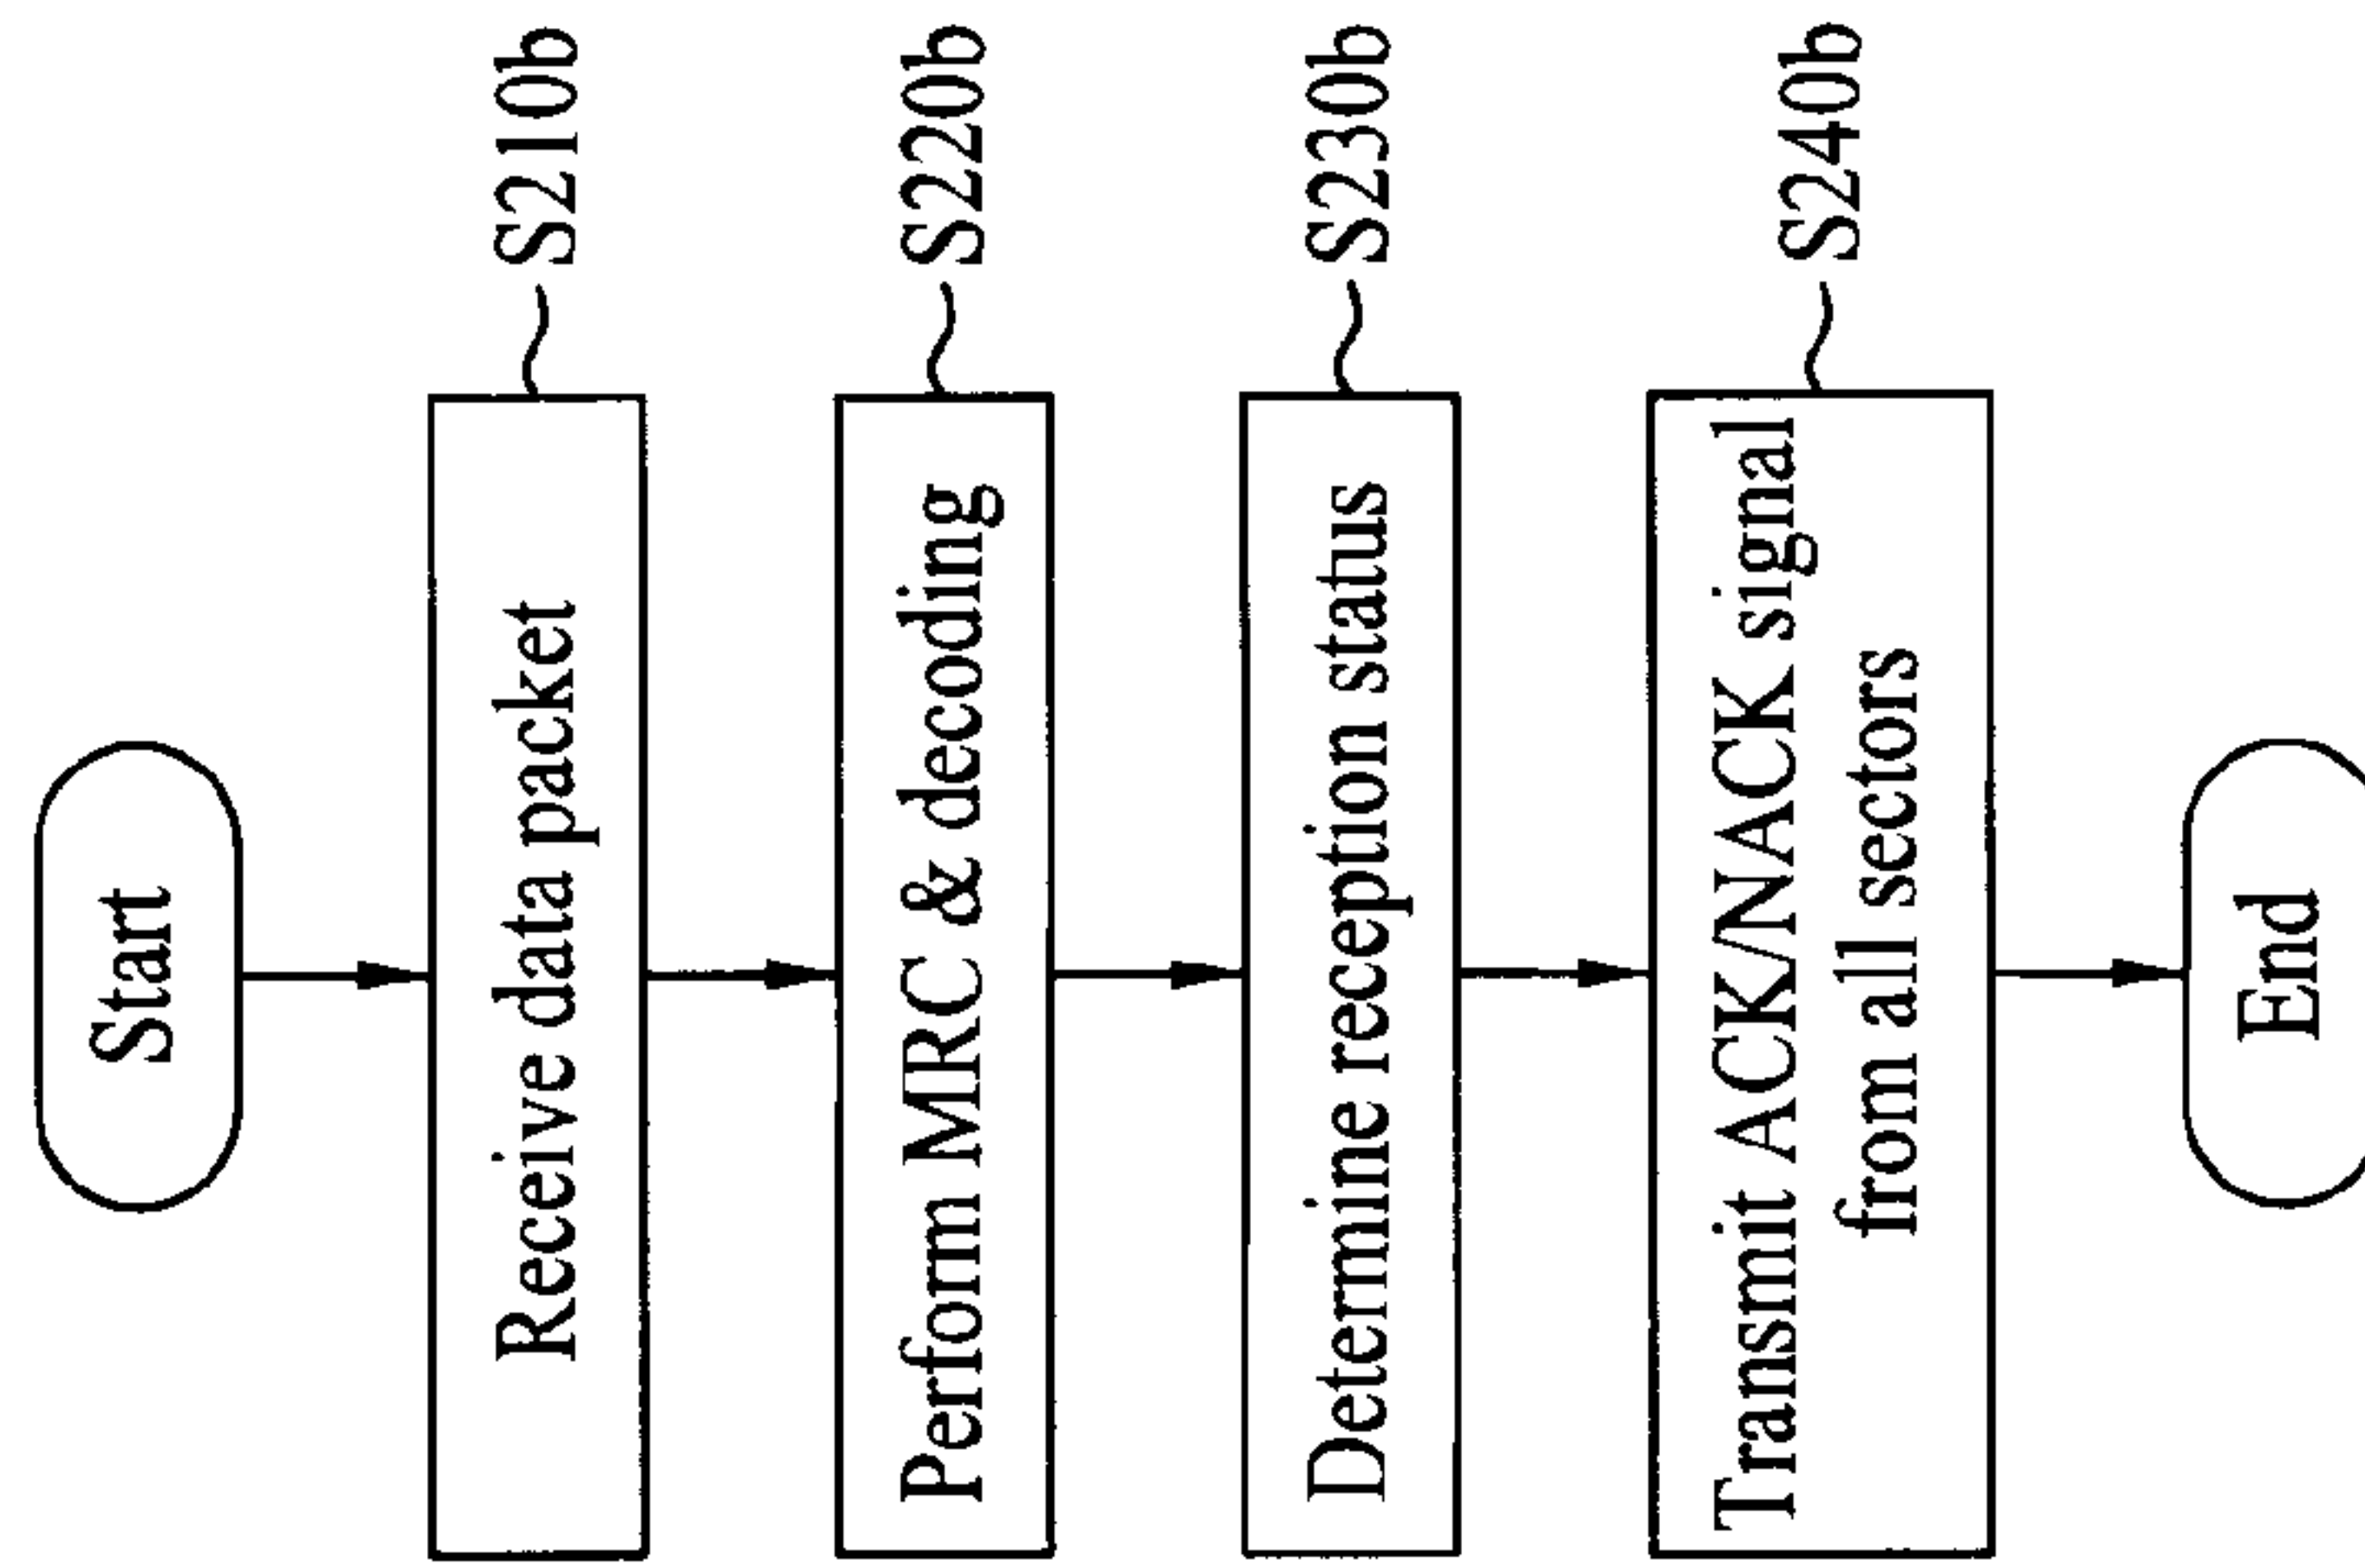 Start
Receive data packet
S210b
Perform MRC & decoding
S220b
Determine reception status
S230b
Transmit ACK/NACK signal
from all sectors
S240b
End